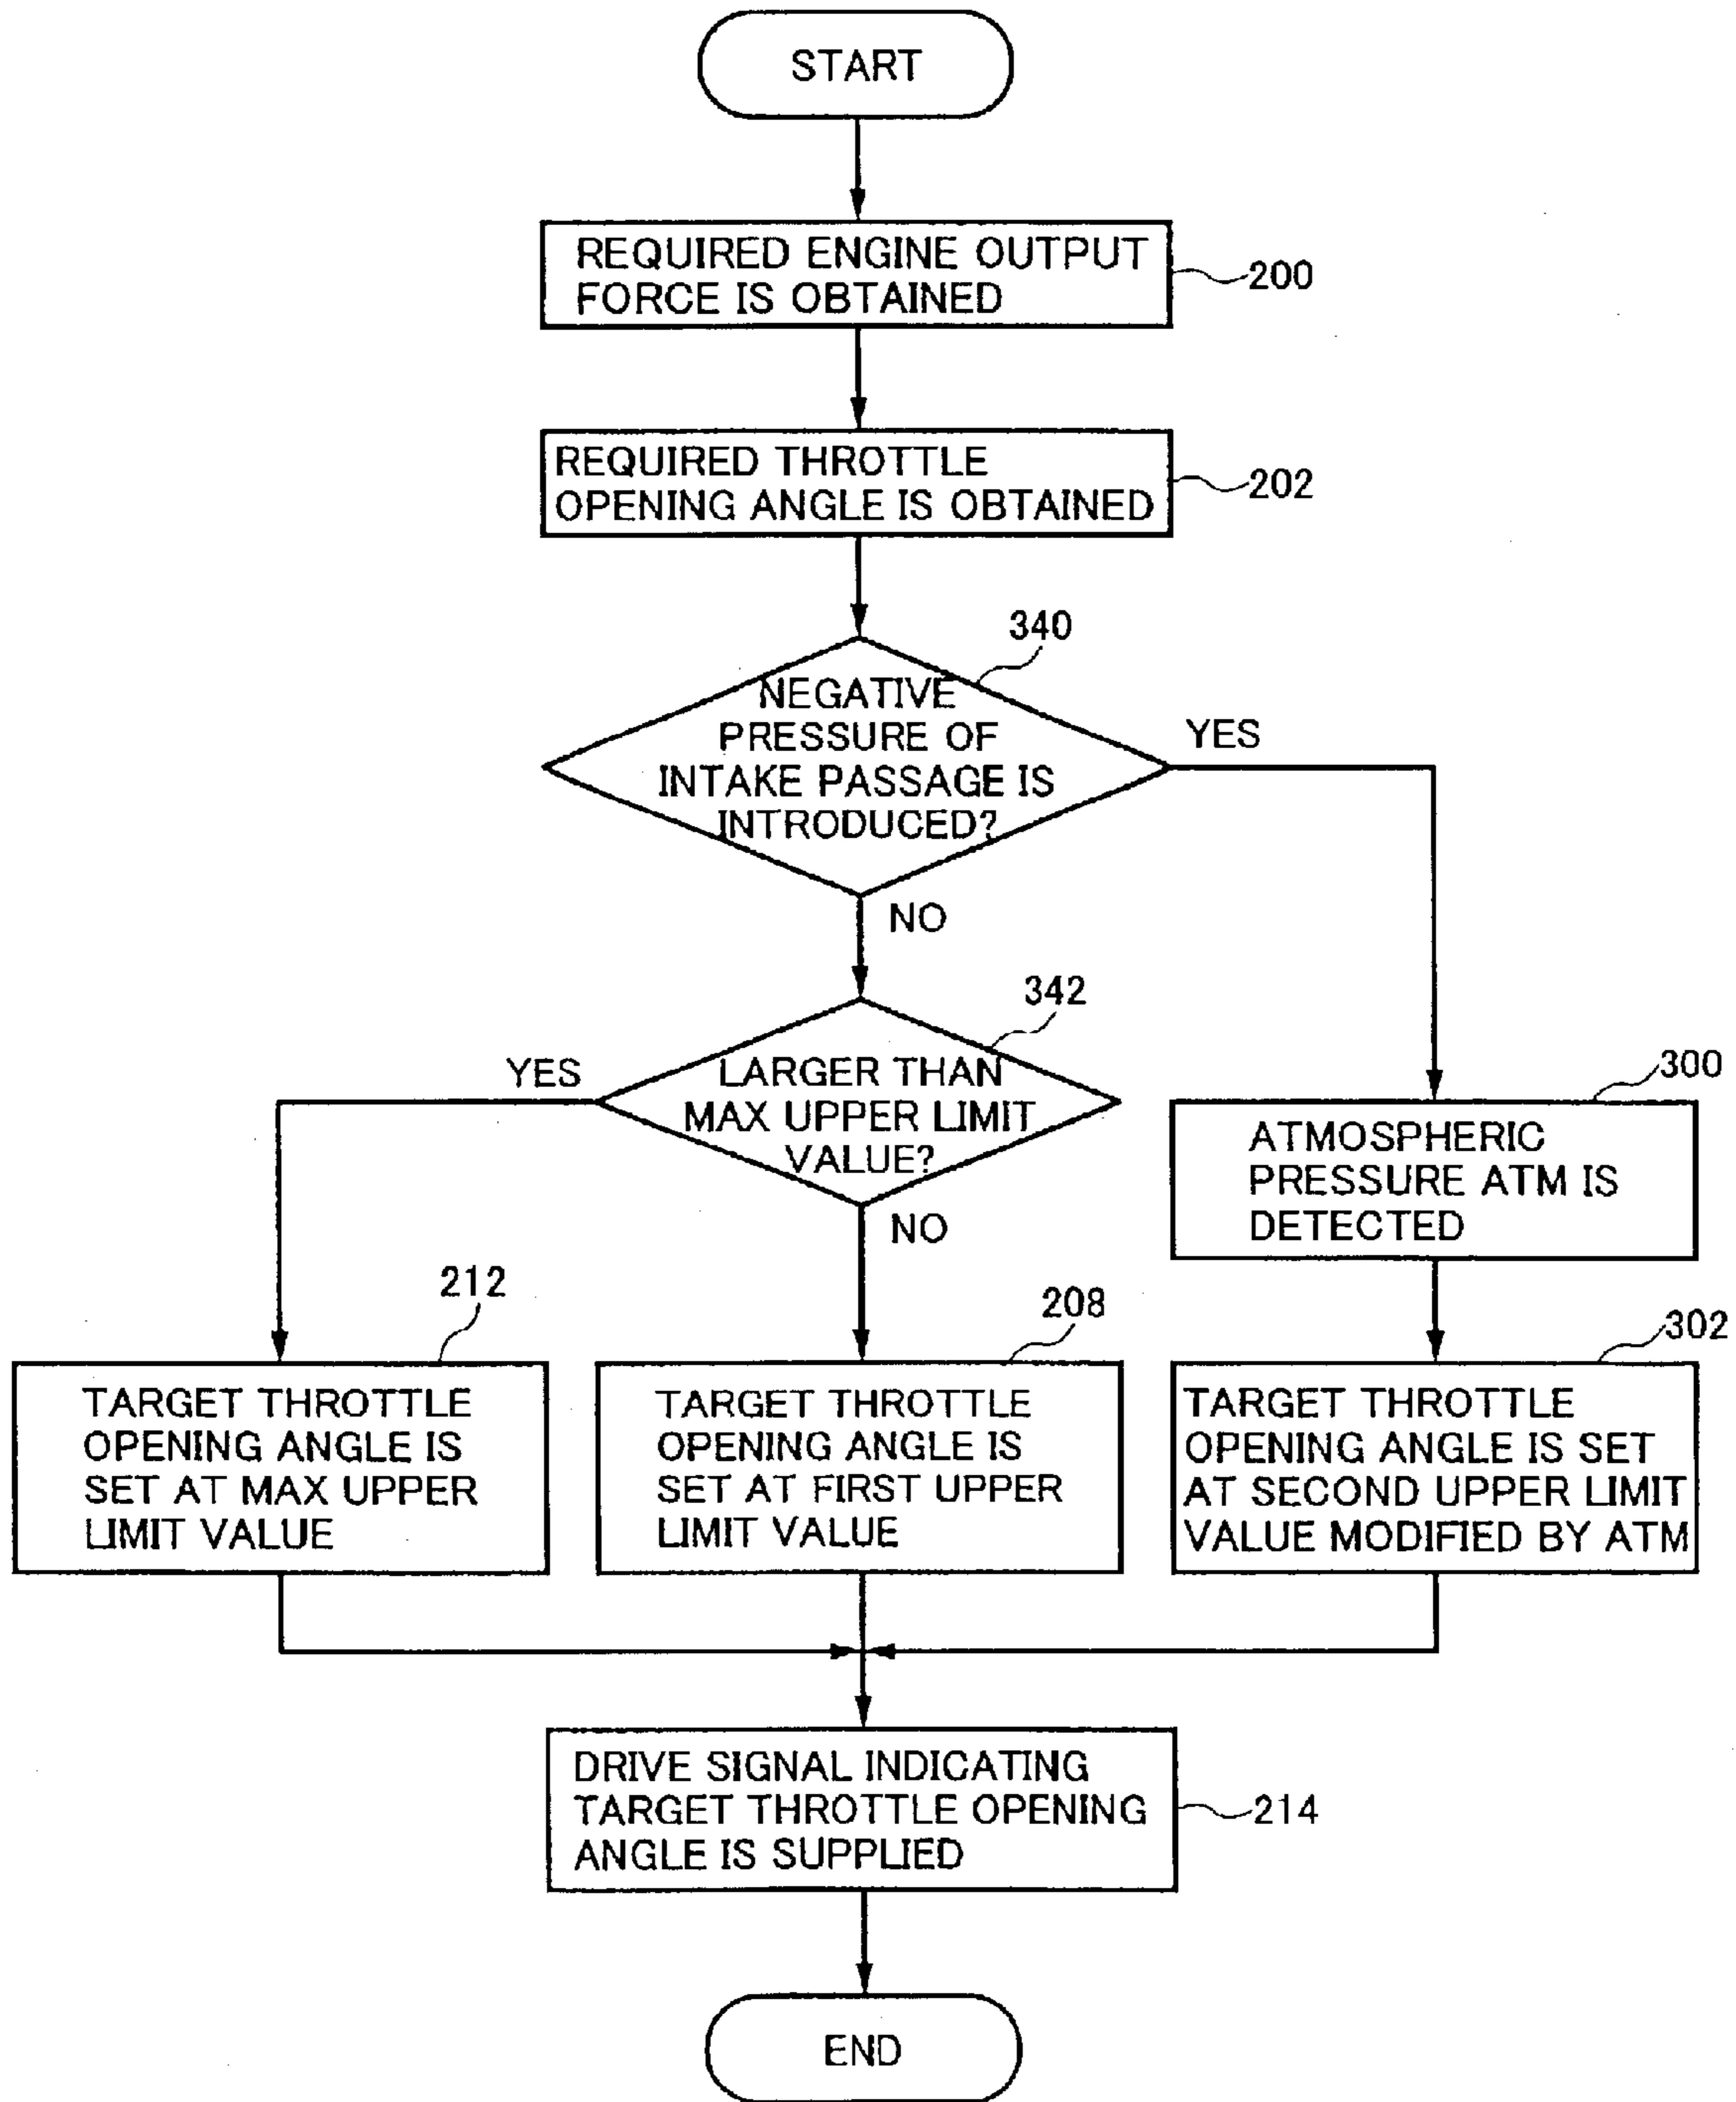 START
REQUIRED ENGINE OUTPUT
FORCE IS OBTAINED
200
REQUIRED THROTTLE
OPENING ANGLE IS OBTAINED
202
340
NEGATIVE
PRESSURE OF
INTAKE PASSAGE IS
INTRODUCED?
YES
NO
342
LARGER THAN
MAX UPPER LIMIT
VALUE?
YES
NO
300
ATMOSPHERIC
PRESSURE ATM IS
DETECTED
212
TARGET THROTTLE
OPENING ANGLE IS
SET AT MAX UPPER
LIMIT VALUE
208
TARGET THROTTLE
OPENING ANGLE IS
SET AT FIRST UPPER
LIMIT VALUE
302
TARGET THROTTLE
OPENING ANGLE IS SET
AT SECOND UPPER LIMIT
VALUE MODIFIED BY ATM
DRIVE SIGNAL INDICATING
TARGET THROTTLE OPENING
ANGLE IS SUPPLIED
214
END